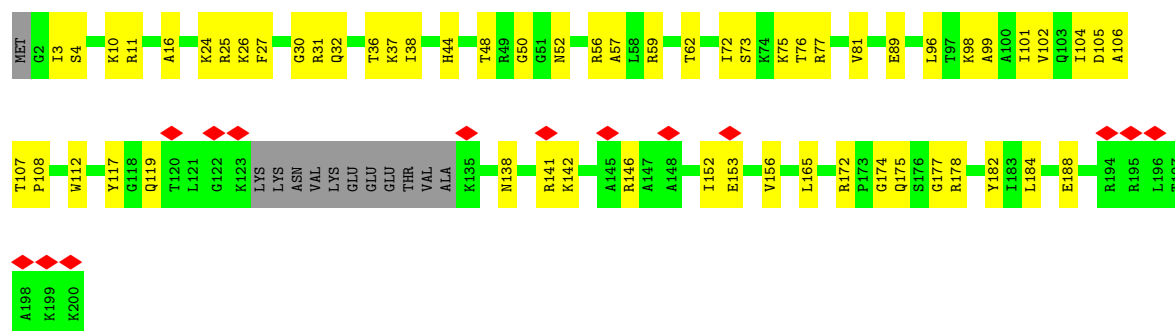 MET G2 I3 S4 K10 R11 A16 K24 R25 K26 F27 G30 R31 Q32 T36 K37 I38 H44 T48 R49 G50 G51 N52 R56 A57 L58 R59 T62 I72 S73 K74 K75 T76 R77 V81 E89 L96 T97 K98 A99 A100 I101 V102 Q103 I104 D105 A106
T107 P108 W112 Y117 G118 Q119 T120 L121 G122 K123 LYS LYS ASN VAL LYS GLU GLU GLU THR VAL ALA K135 N138 R141 K142 A145 R146 A147 A148 I152 E153 V156 L165 R172 P173 G174 Q175 S176 G177 R178 Y182 I183 L184 E188 R194 R195 L196 T197
A198 K199 K200